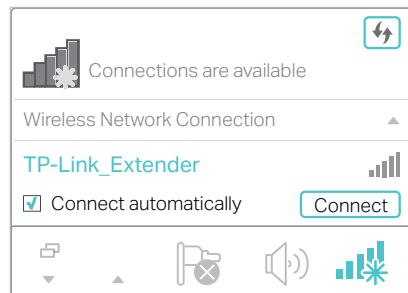 Connections are available
Wireless Network Connection
TP-Link_Extender
Connect automatically
Connect